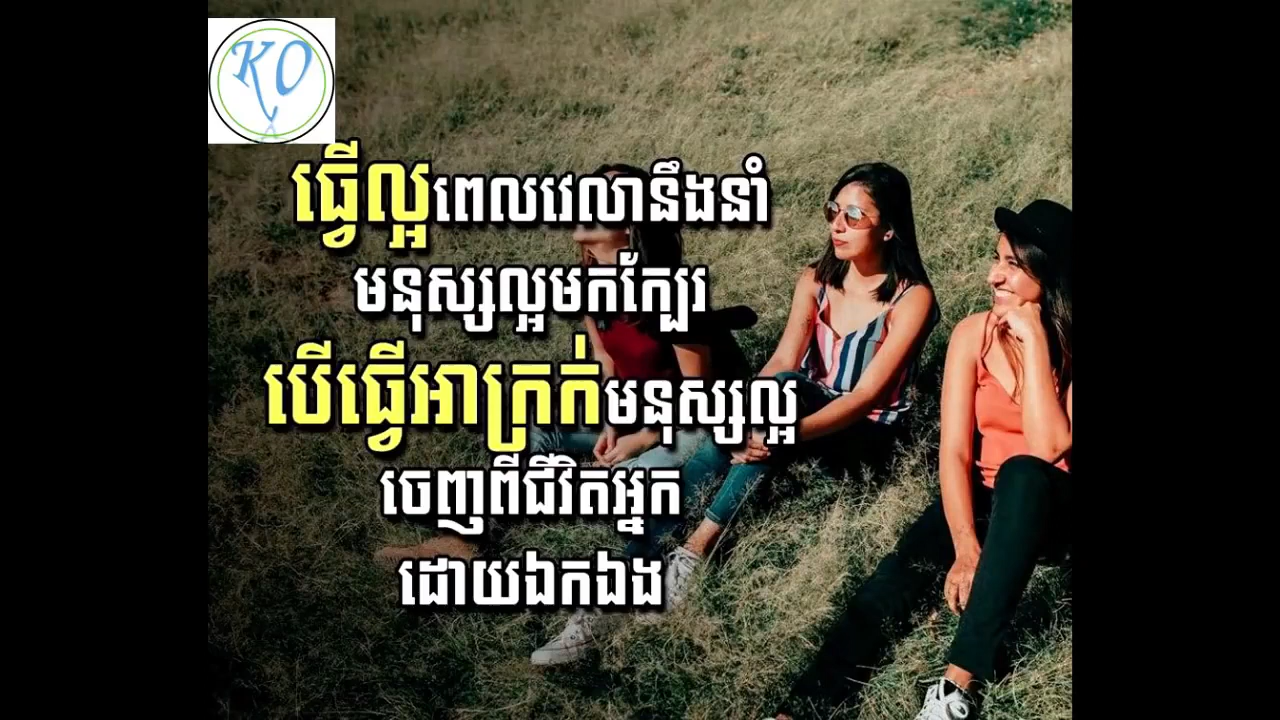 KO
ធ្វើល្អពេលវេលានឹងនាំ
មនុស្សល្អមកក្បែរ
បើធ្វើអាក្រក់មនុស្សល្អ
ចេញពីជីវិតអ្នក
ដោយឯកឯង